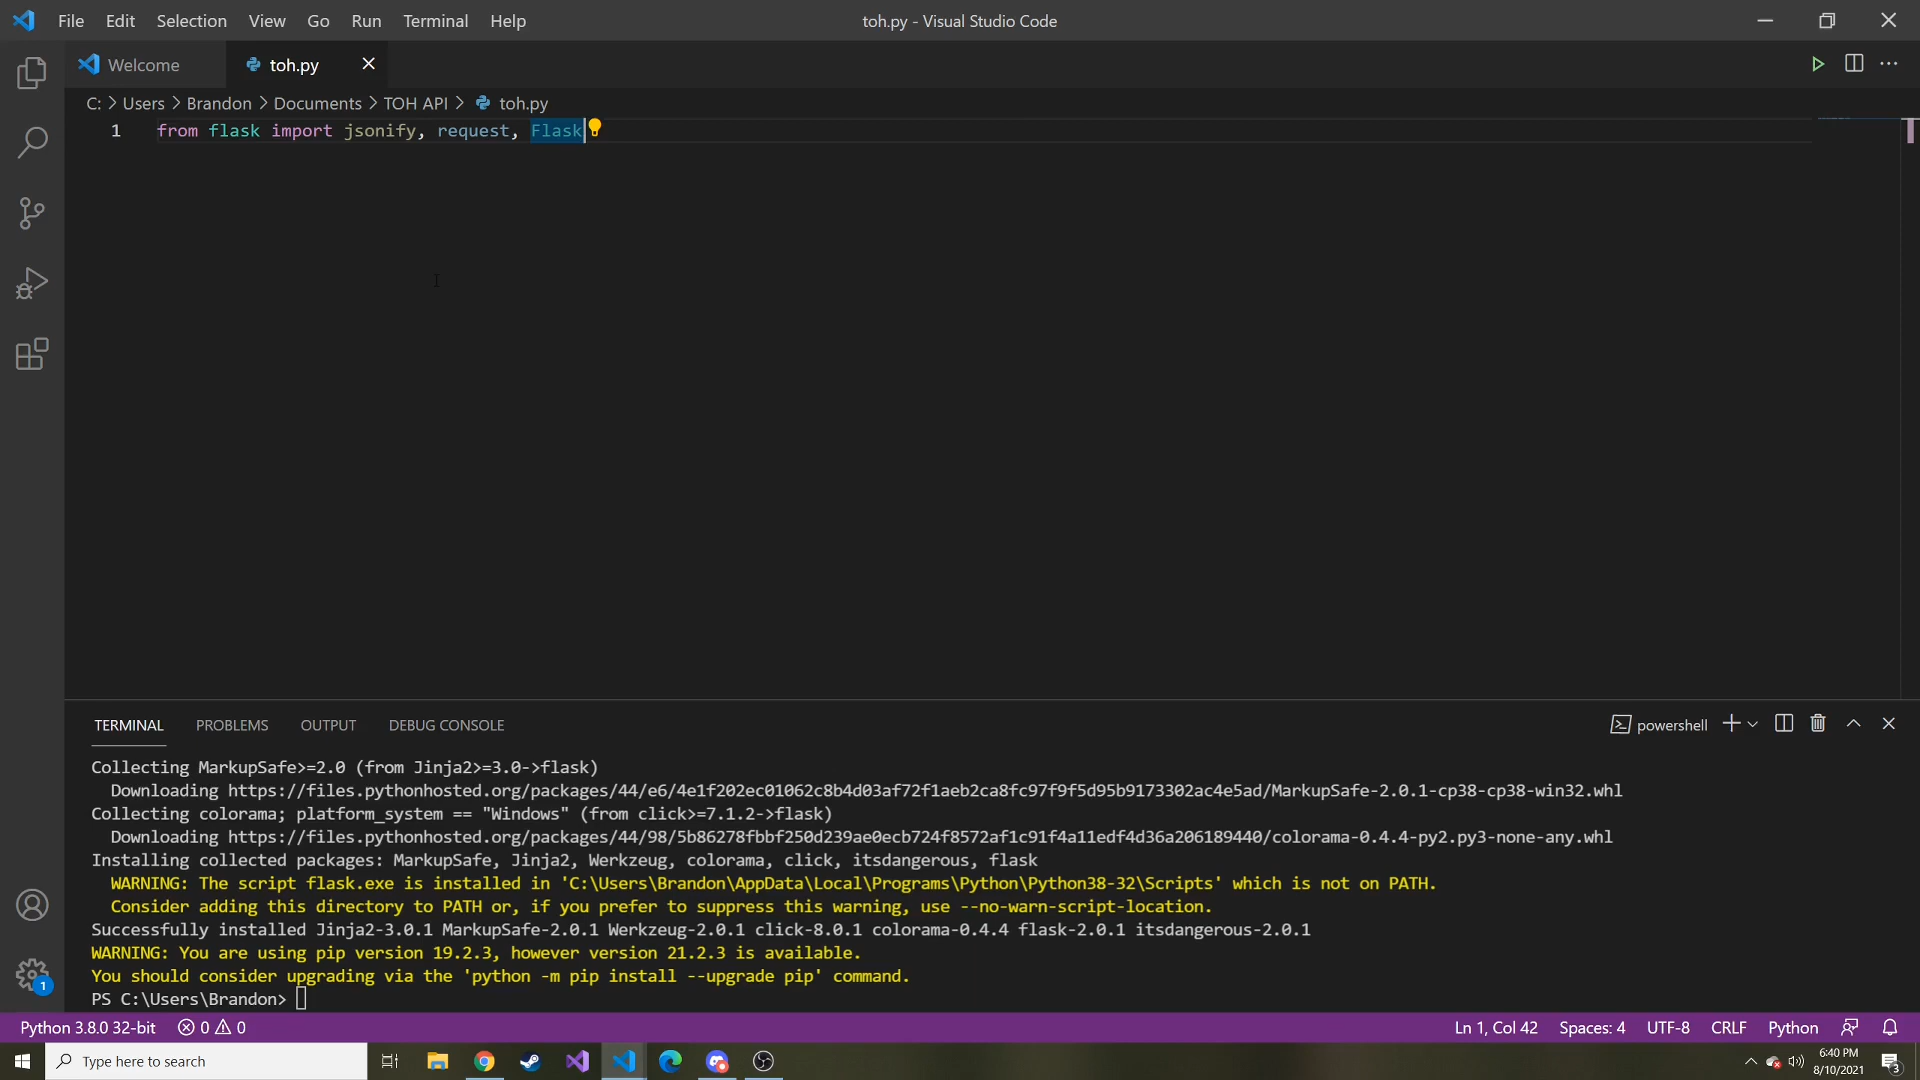 File Edit Selection View Go Run Terminal Help
toh.py - Visual Studio Code
Welcome
toh.py
C: > Users > Brandon > Documents > TOH API > toh.py
1 from flask import jsonify, request, Flask
TERMINAL PROBLEMS OUTPUT DEBUG CONSOLE
powershell
Collecting MarkupSafe>=2.0 (from Jinja2>=3.0->flask)
Downloading https://files.pythonhosted.org/packages/44/e6/4e1f202ec01062c8b4d03af72f1aeb2ca8fc97f9f5d95b9173302ac4e5ad/MarkupSafe-2.0.1-cp38-cp38-win32.whl
Collecting colorama; platform_system == "Windows" (from click>=7.1.2->flask)
Downloading https://files.pythonhosted.org/packages/44/98/5b86278fbbf250d239ae0ecb724f8572af1c91f4a11edf4d36a206189440/colorama-0.4.4-py2.py3-none-any.whl
Installing collected packages: MarkupSafe, Jinja2, Werkzeug, colorama, click, itsdangerous, flask
WARNING: The script flask.exe is installed in 'C:\Users\Brandon\AppData\Local\Programs\Python\Python38-32\Scripts' which is not on PATH.
Consider adding this directory to PATH or, if you prefer to suppress this warning, use --no-warn-script-location.
Successfully installed Jinja2-3.0.1 MarkupSafe-2.0.1 Werkzeug-2.0.1 click-8.0.1 colorama-0.4.4 flask-2.0.1 itsdangerous-2.0.1
WARNING: You are using pip version 19.2.3, however version 21.2.3 is available.
You should consider upgrading via the 'python -m pip install --upgrade pip' command.
PS C:\Users\Brandon>
1
Python 3.8.0 32-bit 0 0
Ln 1, Col 42 Spaces: 4 UTF-8 CRLF Python
Type here to search
6:40 PM
8/10/2021
3